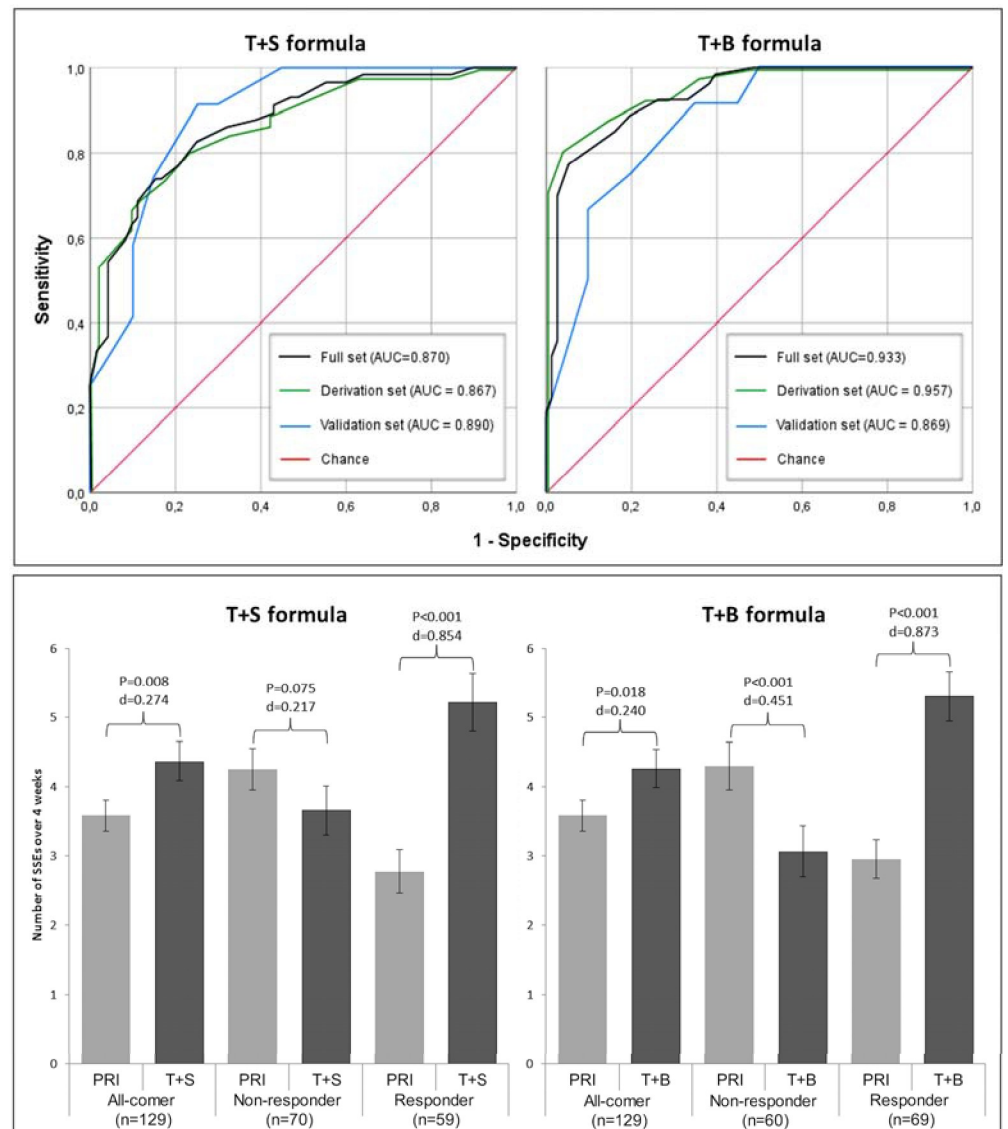 T+S formula
T+B formula
Sensitivity
1,0
0,8
0,6
0,4
0,2
0,0
Full set (AUC=0.870)
Derivation set (AUC = 0.867)
Validation set (AUC = 0.890)
Chance
Full set (AUC=0.933)
Derivation set (AUC = 0.957)
Validation set (AUC = 0.869)
Chance
0,0 0,2 0,4 0,6 0,8 1,0
0,0 0,2 0,4 0,6 0,8 1,0
1 - Specificity
T+S formula
Number of SSEs over 4 weeks
6
5
4
3
2
1
0
P=0.008
d=0.274
P=0.075
d=0.217
P<0.001
d=0.854
PRI T+S PRI T+S PRI T+S
All-comer Non-responder Responder
(n=129) (n=70) (n=59)
T+B formula
6
5
4
3
2
1
0
P=0.018
d=0.240
P<0.001
d=0.451
P<0.001
d=0.873
PRI T+B PRI T+B PRI T+B
All-comer Non-responder Responder
(n=129) (n=60) (n=69)